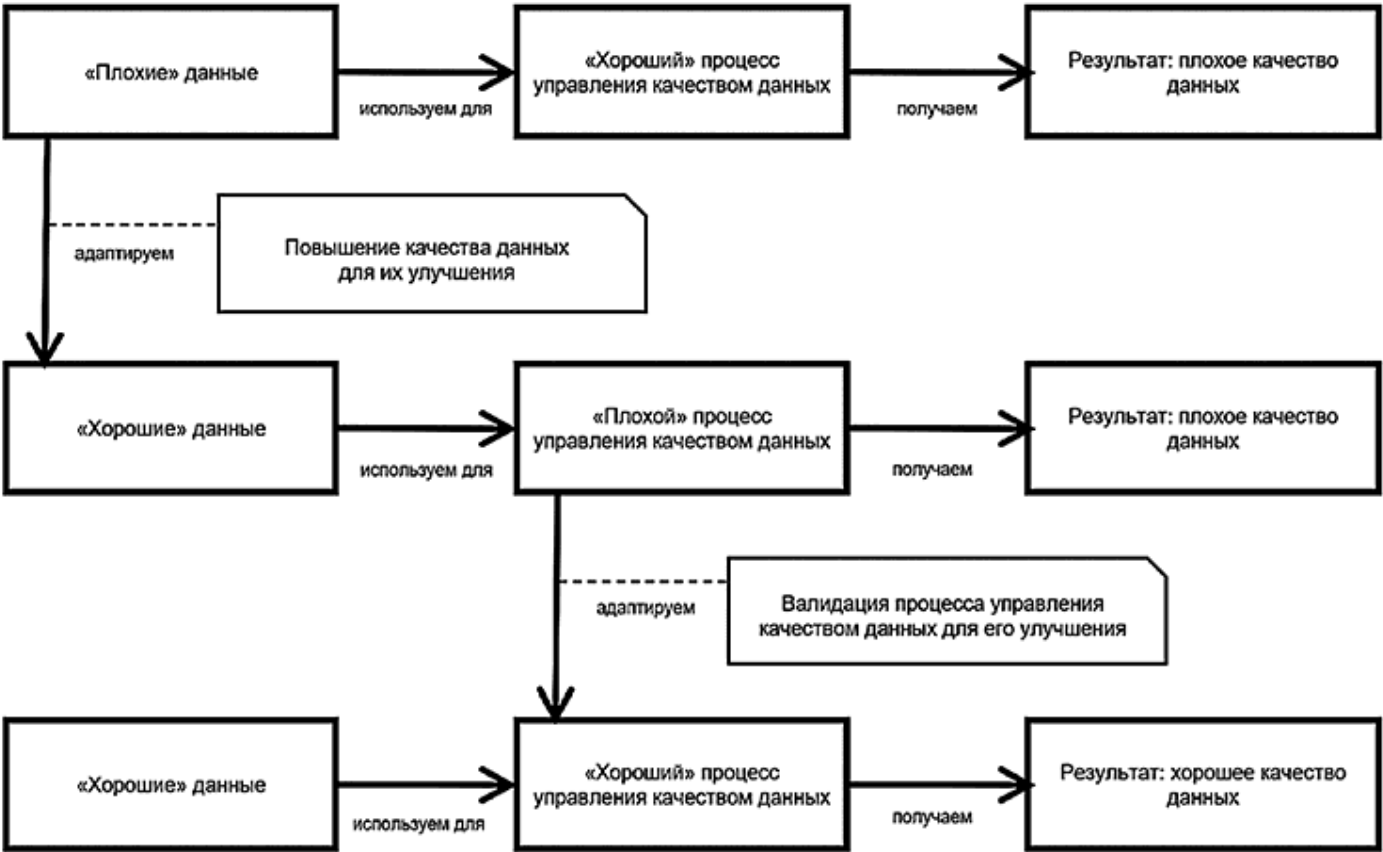 «Плохие» данные
используем для
«Хороший» процесс
управления качеством данных
получаем
Результат: плохое качество
данных
адаптируем
Повышение качества данных
для их улучшения
«Хорошие» данные
используем для
«Плохой» процесс
управления качеством данных
получаем
Результат: плохое качество
данных
адаптируем
Валидация процесса управления
качеством данных для его улучшения
«Хорошие» данные
используем для
«Хороший» процесс
управления качеством данных
получаем
Результат: хорошее качество
данных